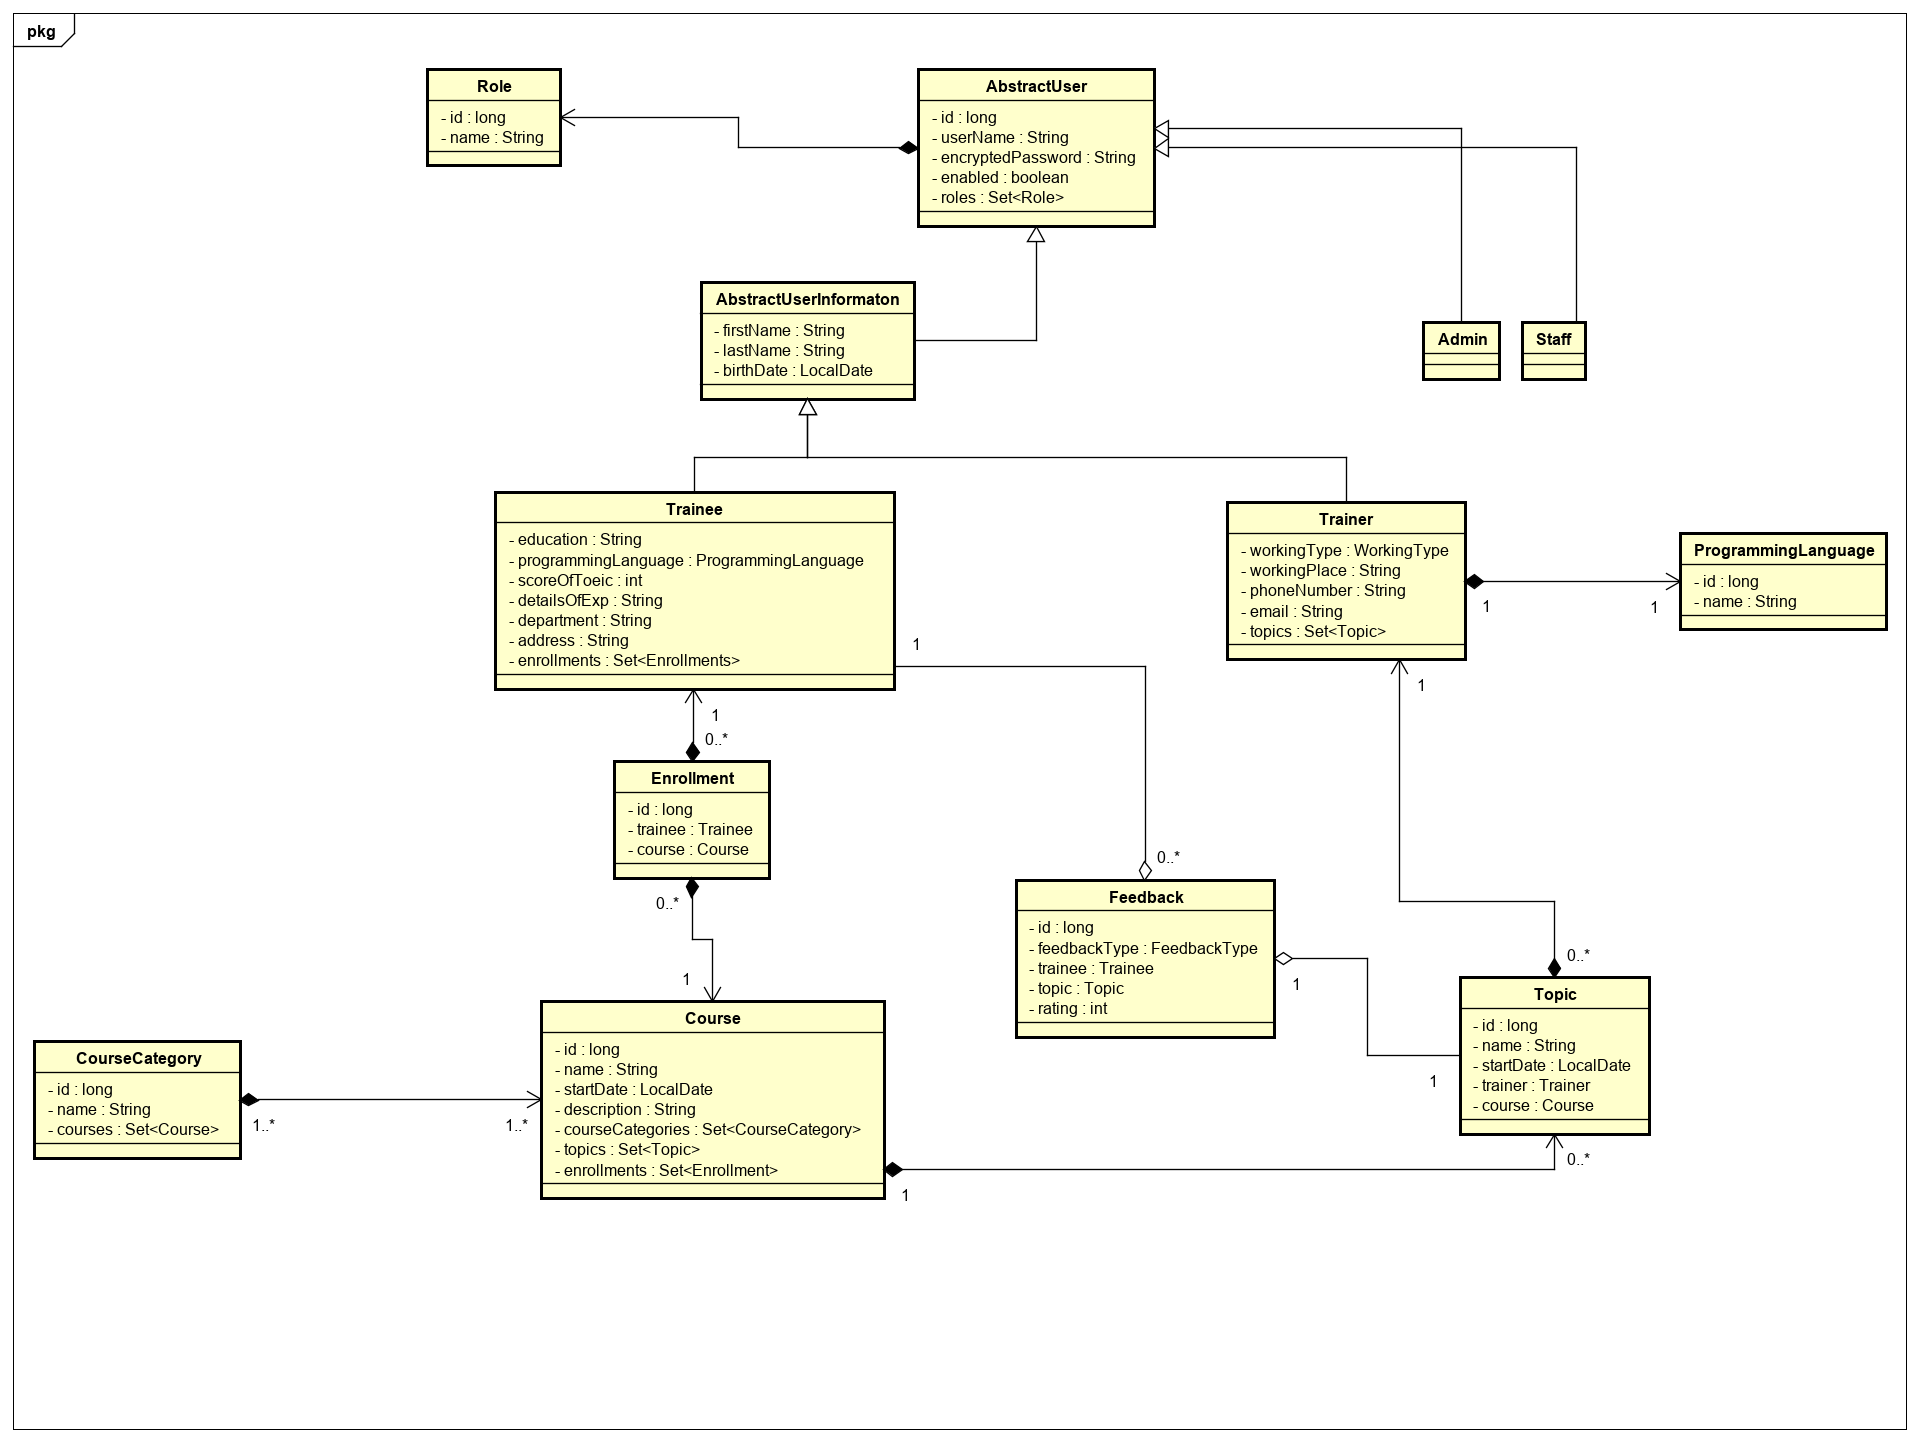 pkg
Role
- id : long
- name : String
AbstractUser
- id : long
- userName : String
- encryptedPassword : String
- enabled : boolean
- roles : Set<Role>
AbstractUserInformaton
- firstName : String
- lastName : String
- birthDate : LocalDate
Admin
Staff
Trainee
- education : String
- programmingLanguage : ProgrammingLanguage
- scoreOfToeic : int
- detailsOfExp : String
- department : String
- address : String
- enrollments : Set<Enrollments>
1
Trainer
- workingType : WorkingType
- workingPlace : String
- phoneNumber : String
- email : String
- topics : Set<Topic>
1
1
ProgrammingLanguage
- id : long
- name : String
1
1
0..*
Enrollment
- id : long
- trainee : Trainee
- course : Course
0..*
1
0..*
Feedback
- id : long
- feedbackType : FeedbackType
- trainee : Trainee
- topic : Topic
- rating : int
1
1
0..*
Topic
- id : long
- name : String
- startDate : LocalDate
- trainer : Trainer
- course : Course
0..*
CourseCategory
- id : long
- name : String
- courses : Set<Course>
1..*
1..*
Course
- id : long
- name : String
- startDate : LocalDate
- description : String
- courseCategories : Set<CourseCategory>
- topics : Set<Topic>
- enrollments : Set<Enrollment>
1